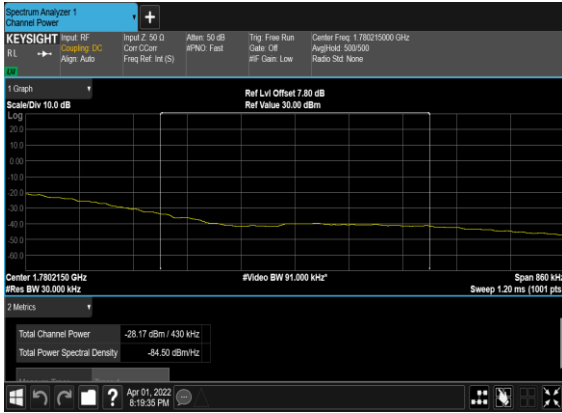 Spectrum Analyzer 1
Channel Power
+
KEYSIGHT
RL
Input: RF
Coupling: DC
Align: Auto
Input Z: 50 Ω
Corr CCorr
Freq Ref: Int (S)
Atten: 50 dB
#PNO: Fast
Trig: Free Run
Gate: Off
#IF Gain: Low
Center Freq: 1.780215000 GHz
Avg|Hold: 500/500
Radio Std: None
1 Graph
Scale/Div 10.0 dB
Ref Lvl Offset 7.80 dB
Ref Value 30.00 dBm
Log
20.0
10.0
0.00
-10.0
-20.0
-30.0
-40.0
-50.0
-60.0
Center 1.7802150 GHz
#Video BW 91.000 kHz*
Span 860 kHz
#Res BW 30.000 kHz
Sweep 1.20 ms (1001 pts
2 Metrics
Total Channel Power -28.17 dBm / 430 kHz
Total Power Spectral Density -84.50 dBm/Hz
?
Apr 01, 2022
8:19:35 PM